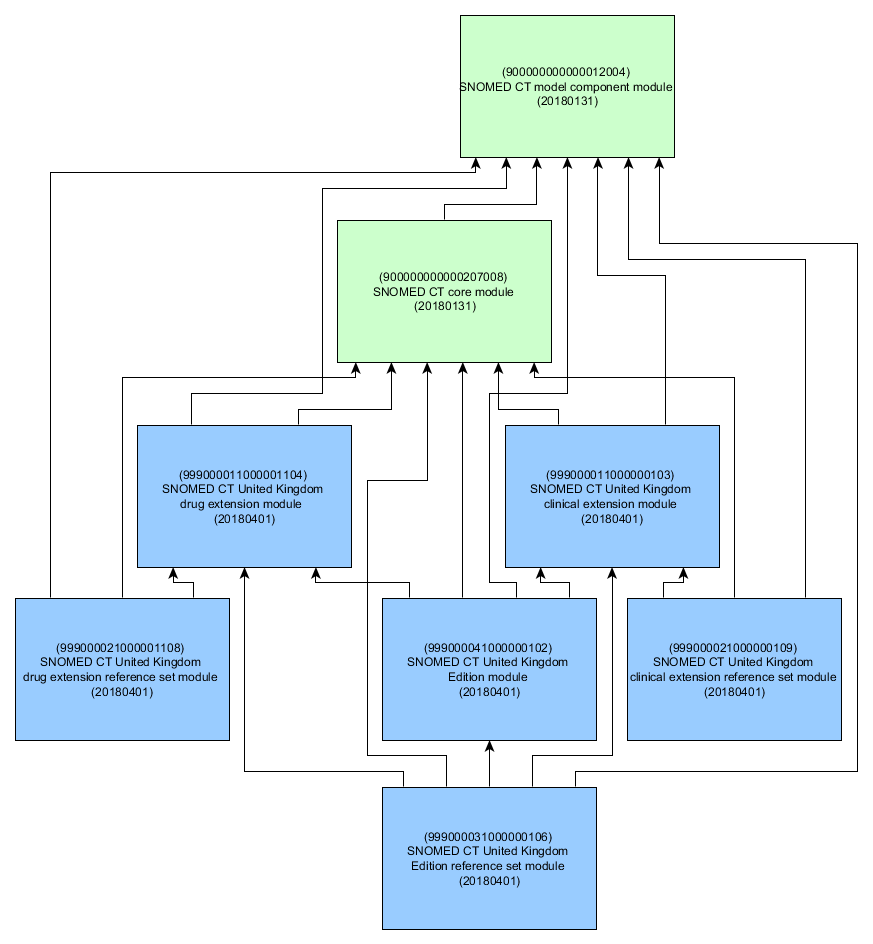 (900000000000012004)
SNOMED CT model component module
(20180131)
(900000000000207008)
SNOMED CT core module
(20180131)
(999000011000001104)
SNOMED CT United Kingdom
drug extension module
(20180401)
(999000011000000103)
SNOMED CT United Kingdom
clinical extension module
(20180401)
(999000021000001108)
SNOMED CT United Kingdom
drug extension reference set module
(20180401)
(999000041000000102)
SNOMED CT United Kingdom
Edition module
(20180401)
(999000021000000109)
SNOMED CT United Kingdom
clinical extension reference set module
(20180401)
(999000031000000106)
SNOMED CT United Kingdom
Edition reference set module
(20180401)